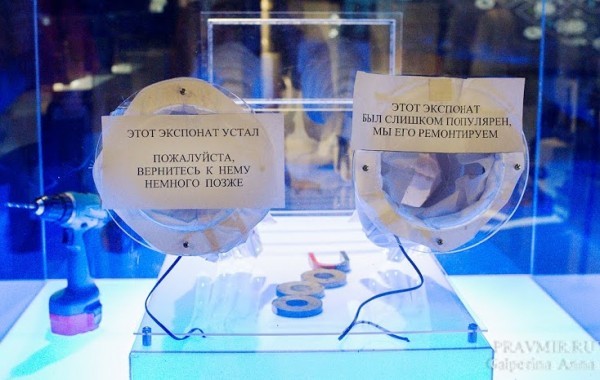 ЭТОТ ЭКСПОНАТ УСТАЛ
ПОЖАЛУЙСТА,
ВЕРНИТЕСЬ К НЕМУ
НЕМНОГО ПОЗЖЕ
ЭТОТ ЭКСПОНАТ
БЫЛ СЛИШКОМ ПОПУЛЯРЕН,
МЫ ЕГО РЕМОНТИРУЕМ
PRAVMIR.RU
Galperina Anna